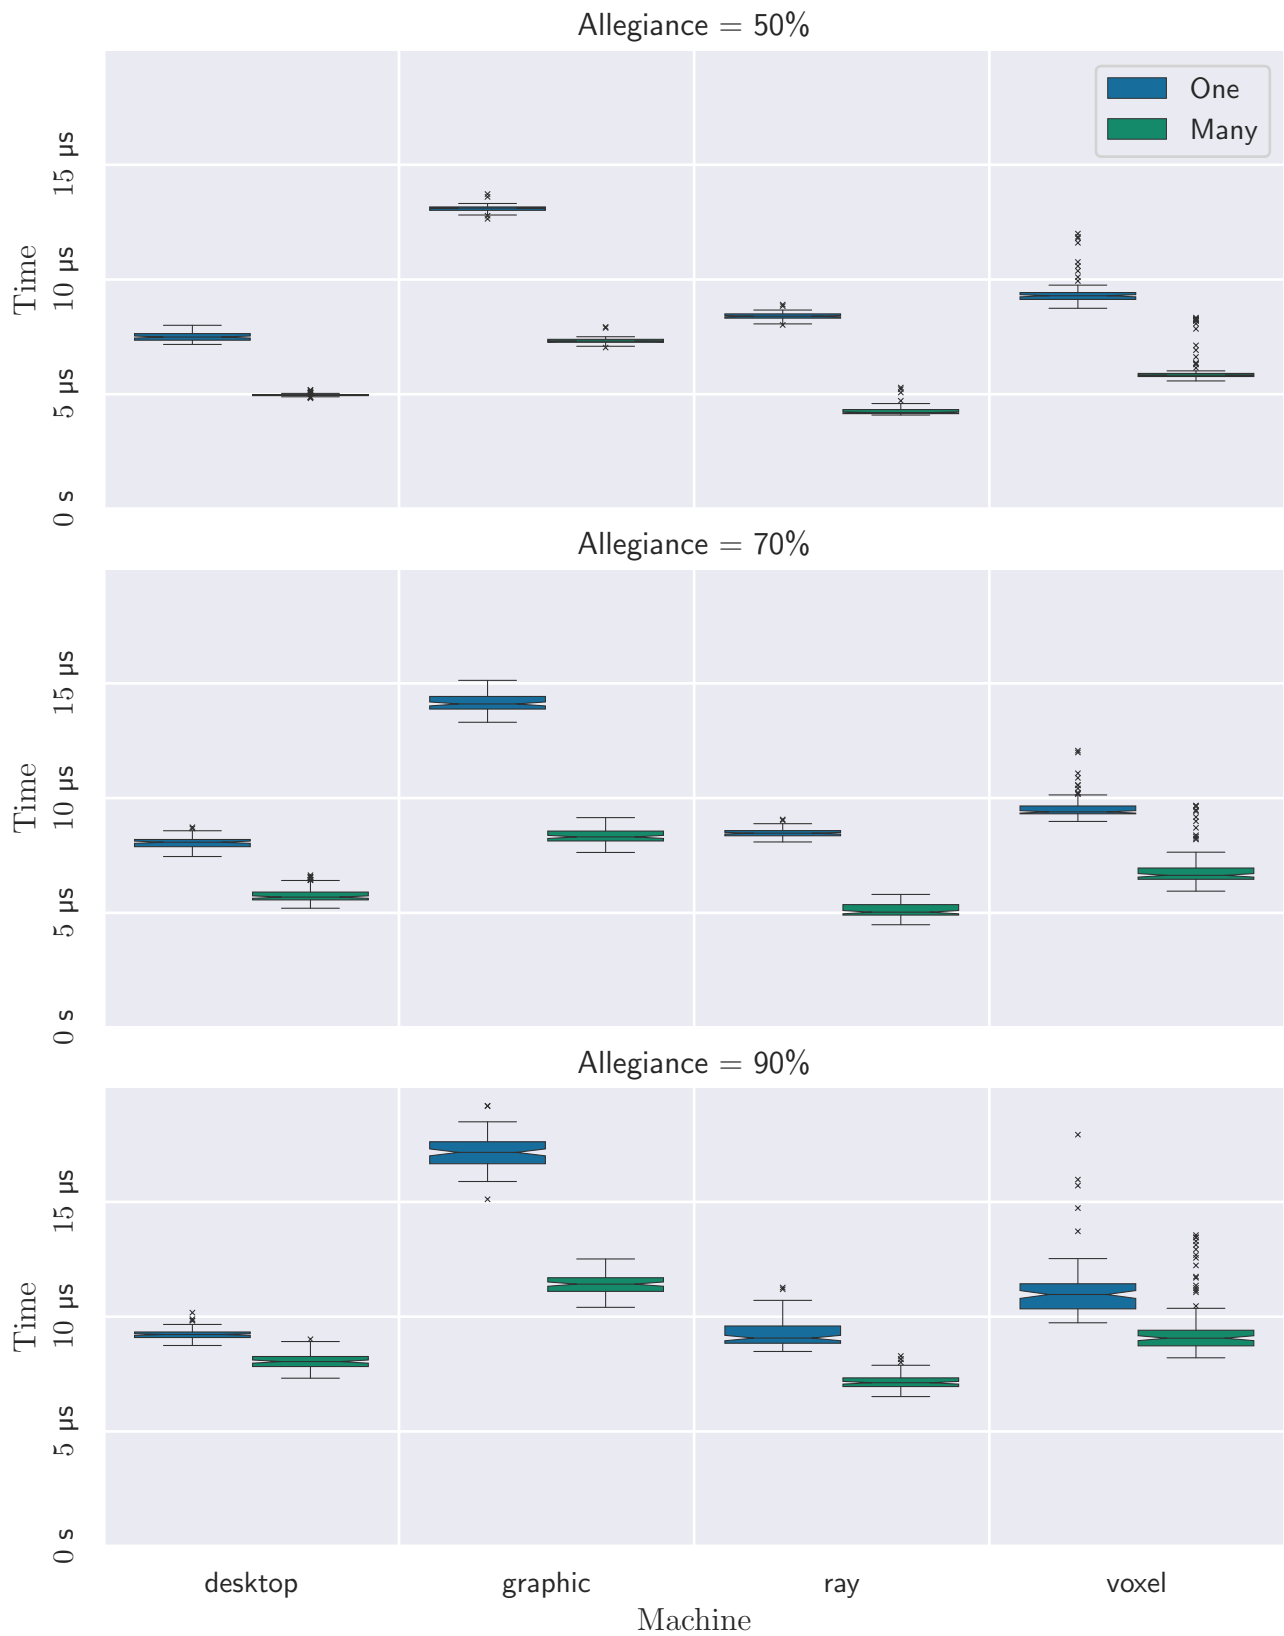 Allegiance = 50%
One
Many
Time
15 µs
10 µs
5 µs
0 s
Allegiance = 70%
Time
15 µs
10 µs
5 µs
0 s
Allegiance = 90%
Time
15 µs
10 µs
5 µs
0 s
desktop graphic ray voxel
Machine